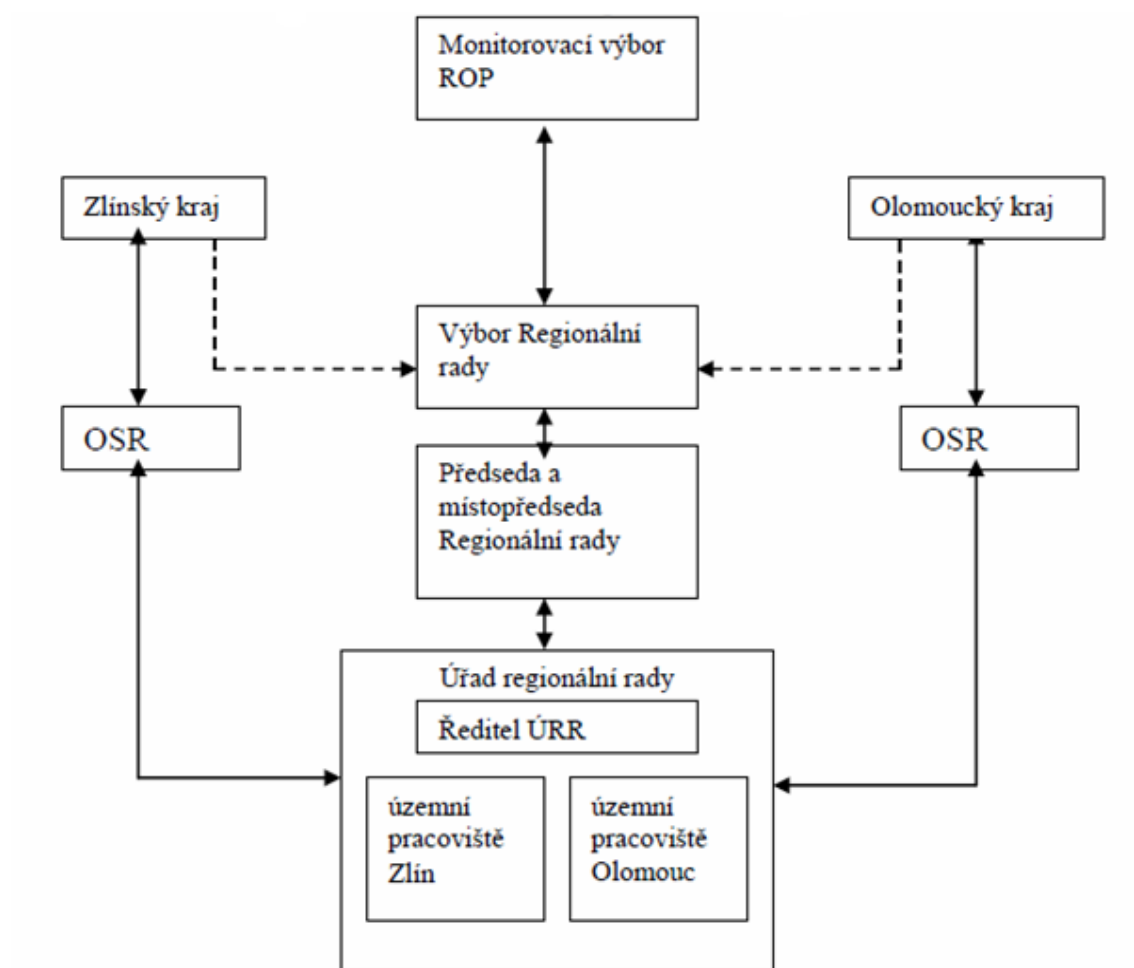 Monitorovací výbor
ROP
Zlínský kraj
Olomoucký kraj
Výbor Regionální
rady
OSR
OSR
Předseda a
místopředseda
Regionální rady
Úřad regionální rady
Ředitel ÚRR
územní
pracoviště
Zlín
územní
pracoviště
Olomouc